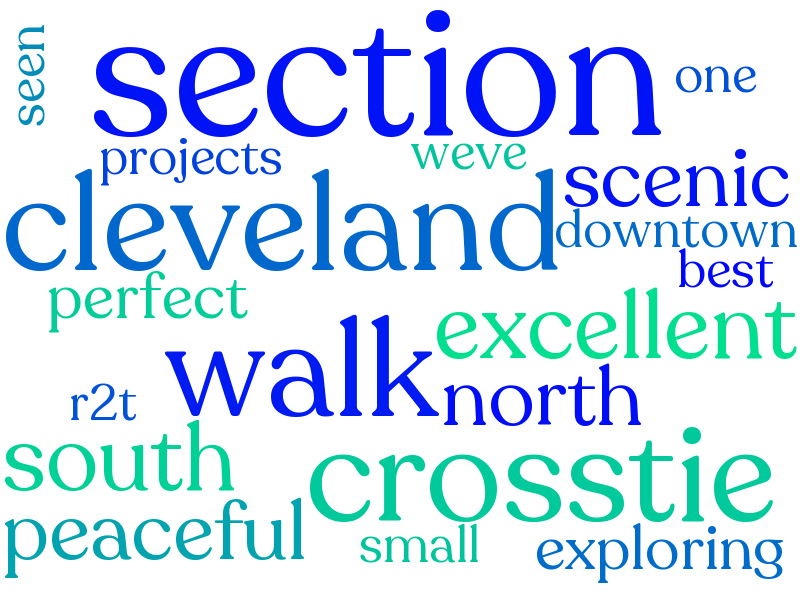 seen
section
one
projects
weve
scenic
cleveland
downtown
best
perfect
excellent
walk
north
r2t
south
crosstie
peaceful
small
exploring